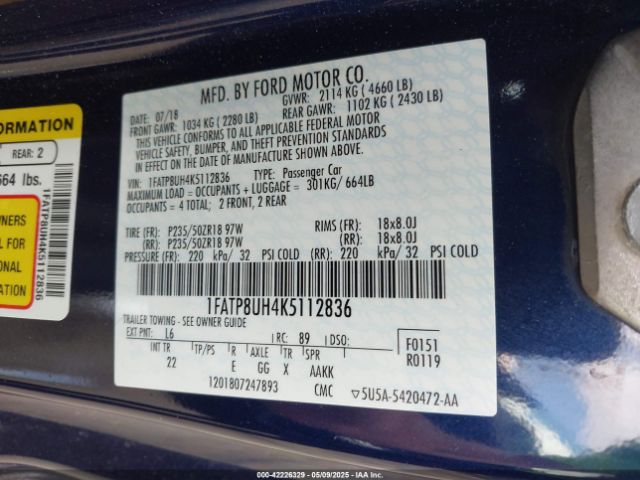 FORMATION
REAR: 2
664 lbs.
WNERS
L FOR
ONAL
1FATP8UH4K5112836
MFD. BY FORD MOTOR CO.
DATE: 07/18 GVWR: 2114 KG ( 4660 LB)
FRONT GAWR: 1034 KG ( 2280 LB) REAR GAWR: 1102 KG ( 2430 LB)
THIS VEHICLE CONFORMS TO ALL APPLICABLE FEDERAL MOTOR
VEHICLE SAFETY, BUMPER, AND THEFT PREVENTION STANDARDS
IN EFFECT ON THE DATE OF MANUFACTURE SHOWN ABOVE.
VIN: 1FATP8UH4K5112836 TYPE: Passenger Car
MAXIMUM LOAD = OCCUPANTS + LUGGAGE = 301KG/ 664LB
OCCUPANTS = 4 TOTAL; 2 FRONT, 2 REAR
TIRE (FR): P235/50ZR18 97W RIMS (FR): 18x8.0J
(RR): P235/50ZR18 97W (RR): 18x8.0J
PRESSURE (FR): 220 kPa/ 32 PSI COLD (RR): 220 kPa/ 32 PSI COLD
1FATP8UH4K5112836
TRAILER TOWING - SEE OWNER GUIDE
EXT PNT: L6 RC: 89 DSO: F0151
INT TR TP/PS R AXLE TR SPR R0119
22 E GG X AAKK
1201807247893 CMC ▽5U5A-5420472-AA
000-42226329 - 05/09/2025 - IAAI.COM